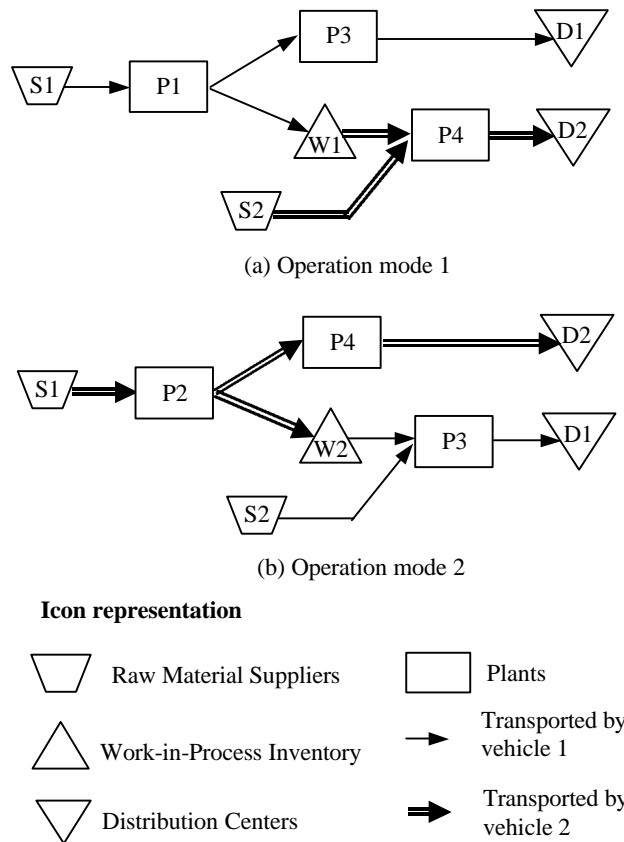 P3
D1
S1
P1
W1
P4
D2
S2
(a) Operation mode 1
P4
D2
S1
P2
W2
P3
D1
S2
(b) Operation mode 2
Icon representation
Raw Material Suppliers
Plants
Work-in-Process Inventory
Transported by
vehicle 1
Distribution Centers
Transported by
vehicle 2